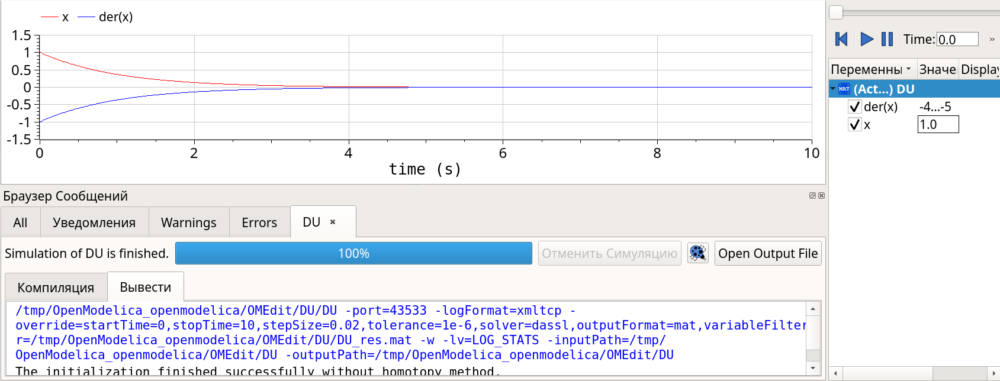 x der(x)
1.5
1
0.5
0
-0.5
-1
-1.5
0 2 4 6 8 10
time (s)
Time: 0.0 »
Переменны Значе Display
MAT (Act...) DU
der(x) -4...-5
x 1.0
Браузер Сообщений
All Уведомления Warnings Errors DU
Simulation of DU is finished. 100% Отменить Симуляцию Open Output File
Компиляция Вывести
/tmp/OpenModelica_openmodelica/OMEdit/DU/DU -port=43533 -logFormat=xmltcp -
override=startTime=0,stopTime=10,stepSize=0.02,tolerance=1e-6,solver=dassl,outputFormat=mat,variableFilter
r=/tmp/OpenModelica_openmodelica/OMEdit/DU/DU_res.mat -w -lv=LOG_STATS -inputPath=/tmp/
OpenModelica_openmodelica/OMEdit/DU -outputPath=/tmp/OpenModelica_openmodelica/OMEdit/DU
The initialization finished successfully without homotopy method.